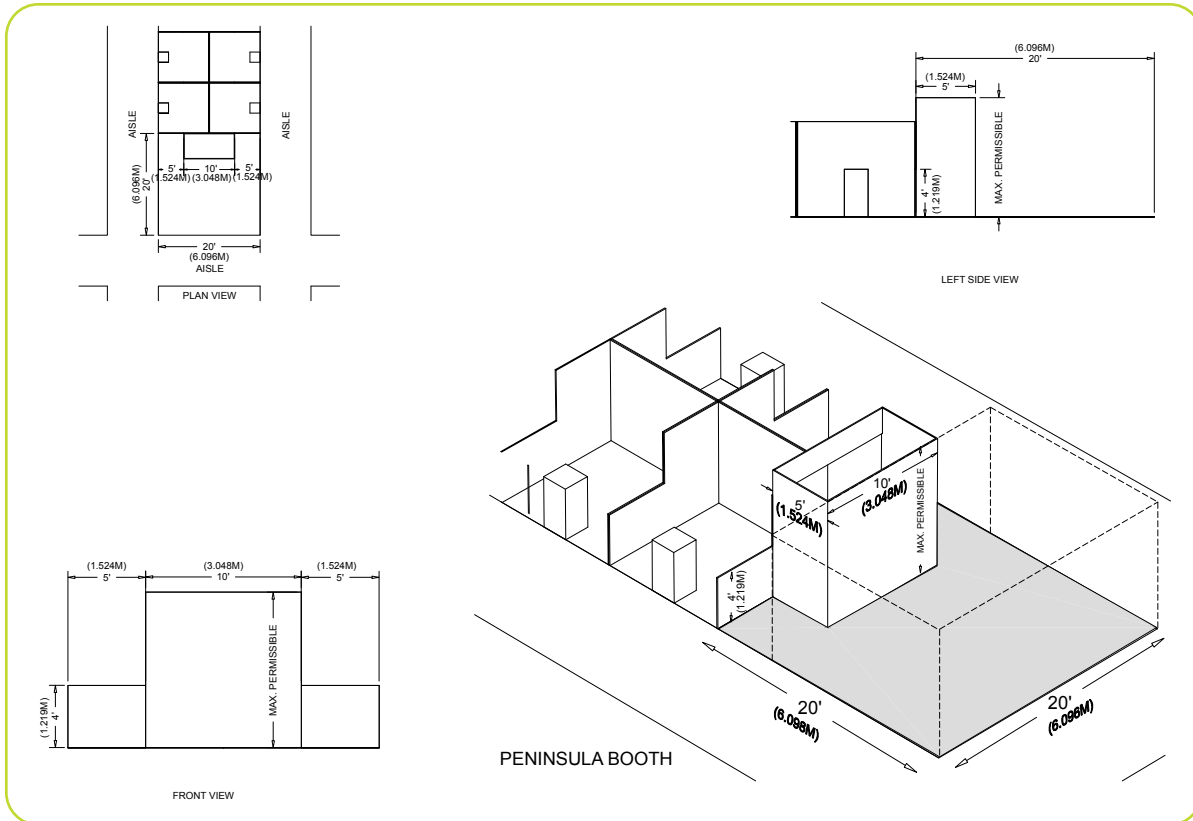 AISLE
AISLE
5'
10'
5'
(1.524M)
(3.048M)
(1.524M)
(6.096M)
20'
20'
(6.096M)
AISLE
PLAN VIEW
(6.096M)
20'
(1.524M)
5'
MAX. PERMISSIBLE
4'
(1.219M)
LEFT SIDE VIEW
(1.524M)
5'
(3.048M)
10'
(1.524M)
5'
MAX. PERMISSIBLE
(1.219M)
4'
FRONT VIEW
5'
(1.524M)
10'
(3.048M)
MAX. PERMISSIBLE
4'
(1.219M)
20'
(6.098M)
20'
(6.096M)
PENINSULA BOOTH